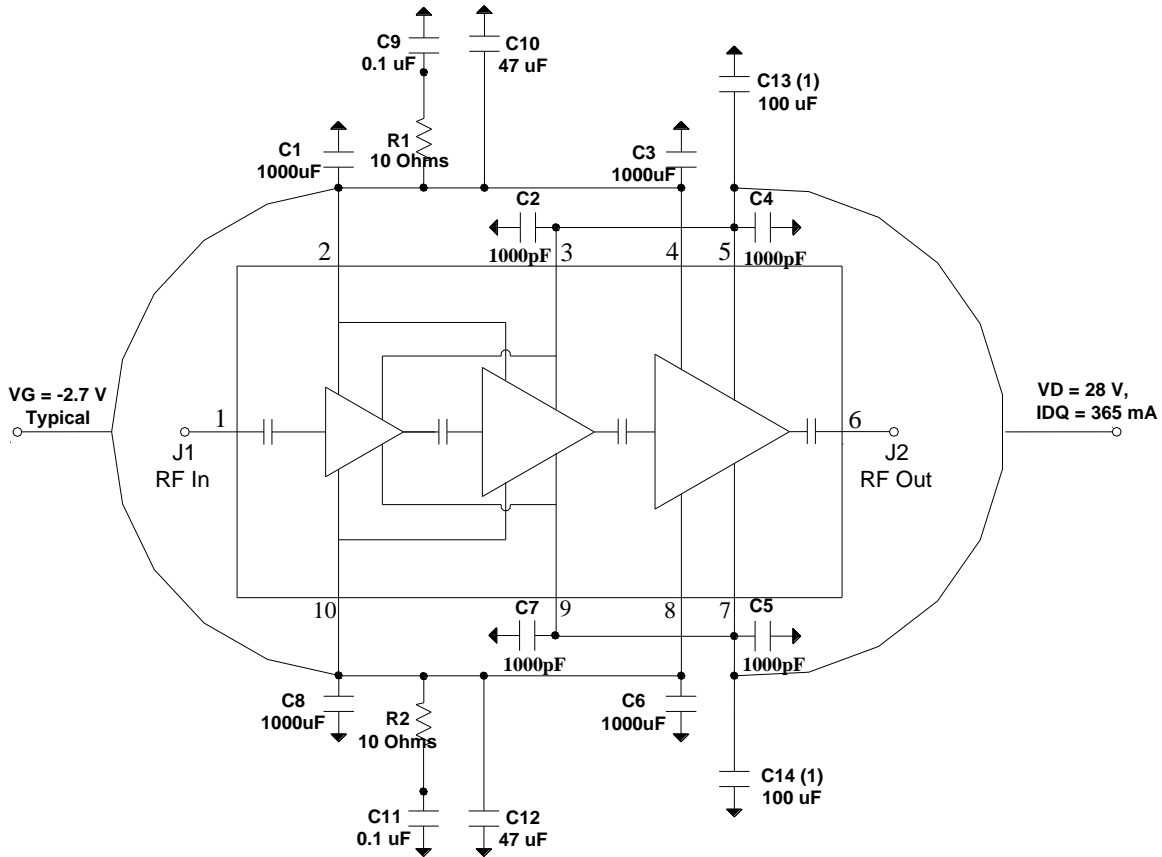 C9
0.1 uF
C10
47 uF
C13 (1)
100 uF
C1
1000uF
R1
10 Ohms
C3
1000uF
C2
1000pF
C4
1000pF
2
3
4
5
VG = -2.7 V
Typical
1
J1
RF In
6
J2
RF Out
VD = 28 V,
IDQ = 365 mA
10
9
8
7
C7
1000pF
C5
1000pF
C8
1000uF
R2
10 Ohms
C6
1000uF
C11
0.1 uF
C12
47 uF
C14 (1)
100 uF